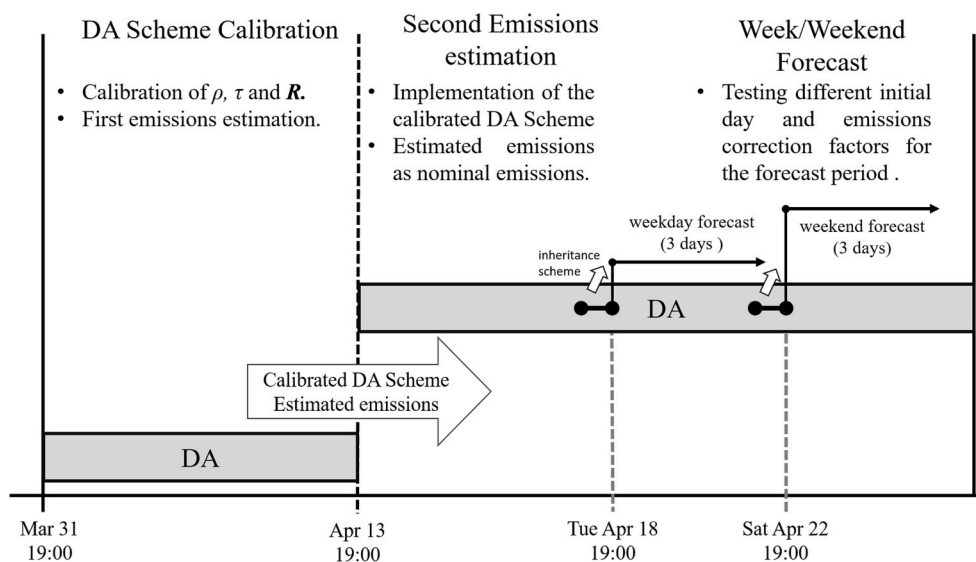 DA Scheme Calibration
• Calibration of ρ, τ and R.
• First emissions estimation.
Second Emissions
estimation
• Implementation of the
calibrated DA Scheme
• Estimated emissions
as nominal emissions.
Week/Weekend
Forecast
• Testing different initial
day and emissions
correction factors for
the forecast period .
inheritance
scheme
weekday forecast
(3 days )
weekend forecast
(3 days)
DA
Calibrated DA Scheme
Estimated emissions
DA
Mar 31
19:00
Apr 13
19:00
Tue Apr 18
19:00
Sat Apr 22
19:00